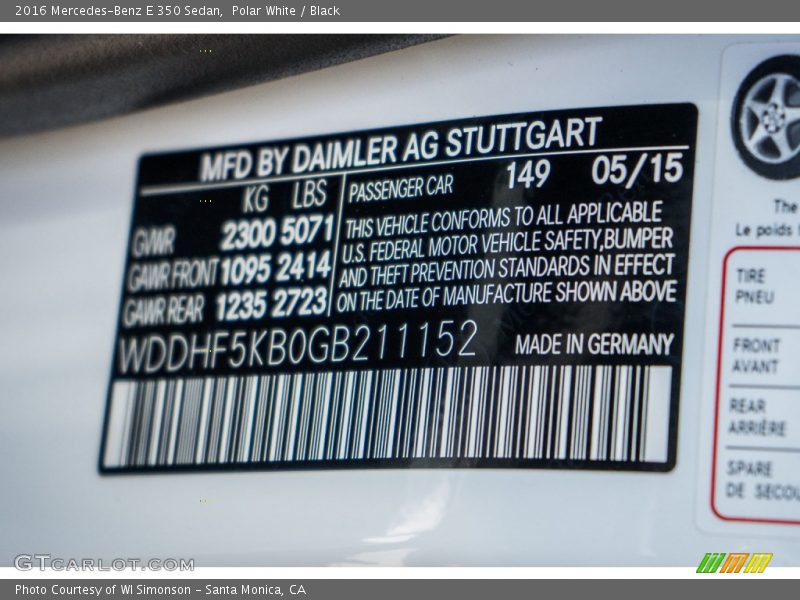 2016 Mercedes-Benz E 350 Sedan, Polar White / Black
MFD BY DAIMLER AG STUTTGART
KG LBS
GVWR 2300 5071
GAWR FRONT 1095 2414
GAWR REAR 1235 2723
PASSENGER CAR 149 05/15
THIS VEHICLE CONFORMS TO ALL APPLICABLE
U.S. FEDERAL MOTOR VEHICLE SAFETY,BUMPER
AND THEFT PREVENTION STANDARDS IN EFFECT
ON THE DATE OF MANUFACTURE SHOWN ABOVE
WDDHF5KB0GB211152 MADE IN GERMANY
The
Le poids
TIRE
PNEU
FRONT
AVANT
REAR
ARRIÈRE
SPARE
DE SECOU
GTCARLOT.COM
Photo Courtesy of WI Simonson - Santa Monica, CA